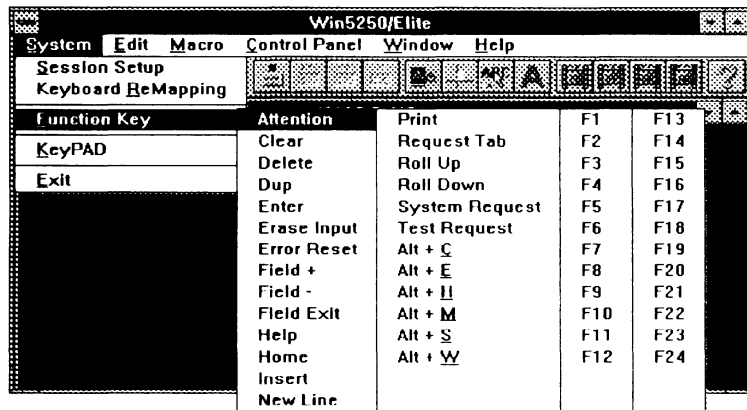 Win5250/Elite
System Edit Macro Control Panel Window Help
Session Setup
Keyboard ReMapping
Function Key
KeyPAD
Exit
Attention
Clear
Delete
Dup
Enter
Erase Input
Error Reset
Field +
Field -
Field Exit
Help
Home
Insert
New Line
Print
Request Tab
Roll Up
Roll Down
System Request
Test Request
Alt + C
Alt + E
Alt + H
Alt + M
Alt + S
Alt + W
F1
F2
F3
F4
F5
F6
F7
F8
F9
F10
F11
F12
F13
F14
F15
F16
F17
F18
F19
F20
F21
F22
F23
F24